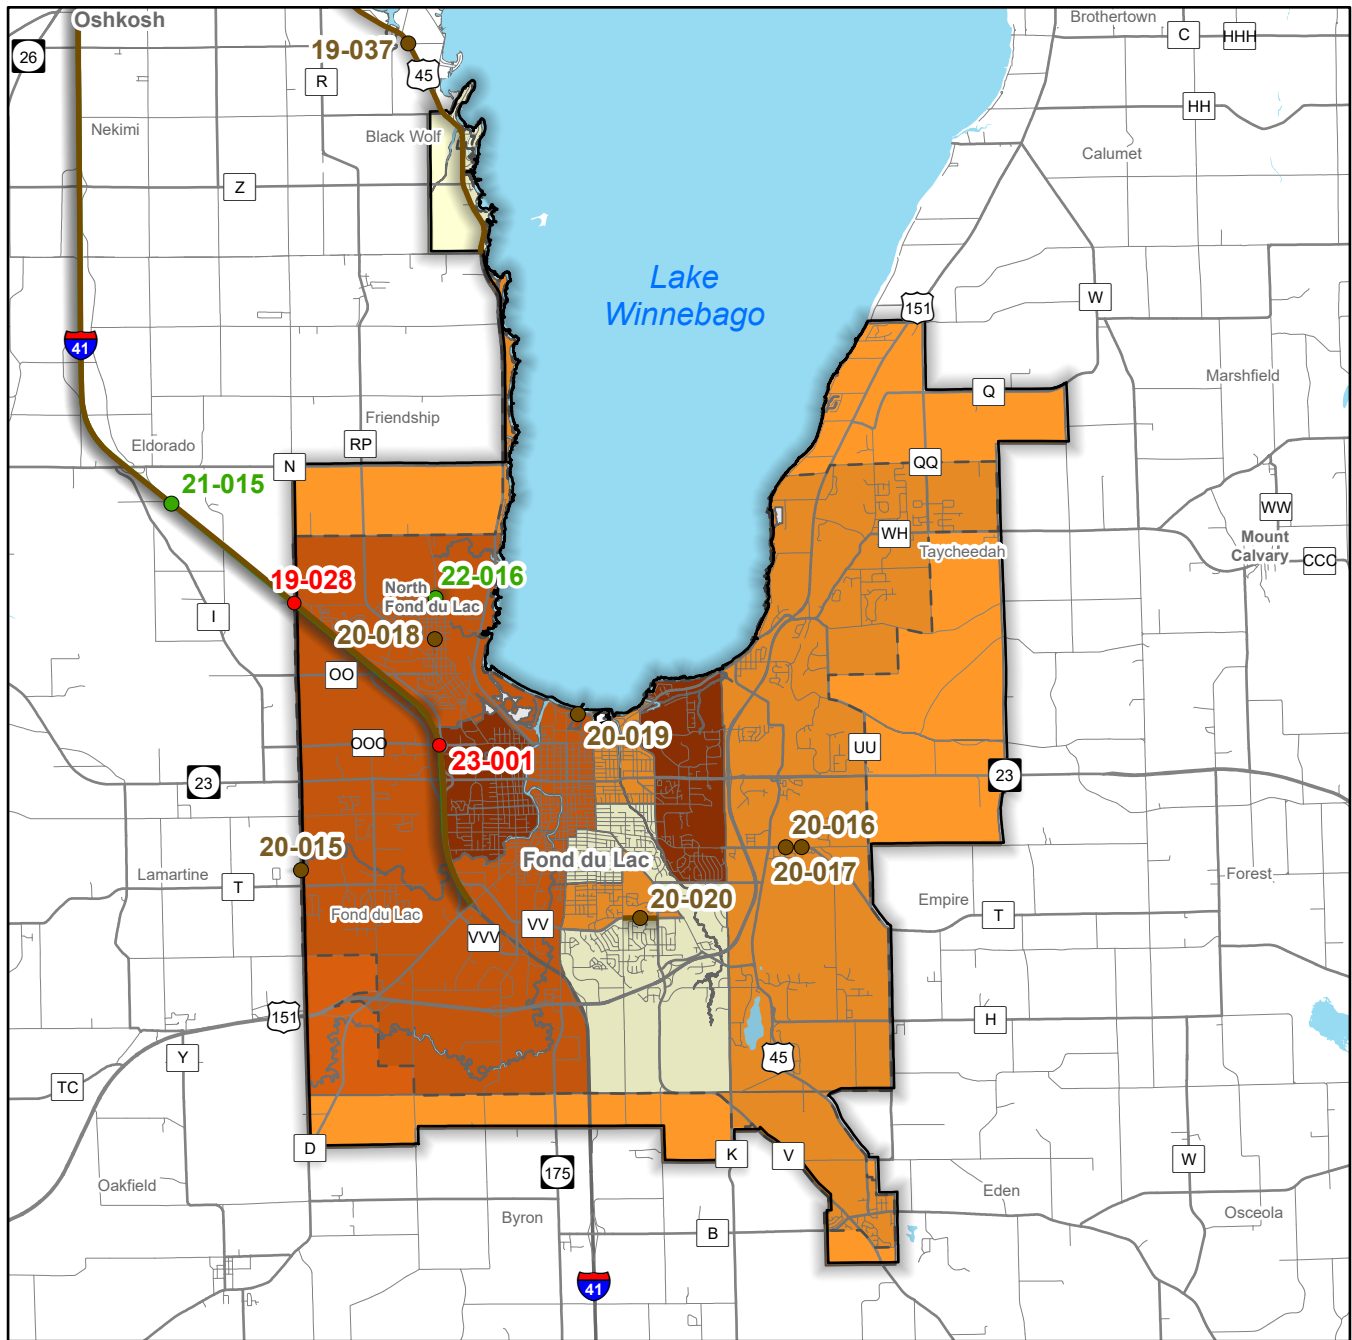 Oshkosh
Brothertown
C
HHH
26
19-037
45
R
HH
Nekimi
Black Wolf
Calumet
Z
Lake
Winnebago
W
151
41
Marshfield
Q
Friendship
Eldorado
RP
N
QQ
21-015
WW
WH
Taycheedah
Mount
Calvary
CCC
19-028
22-016
North
Fond du Lac
I
20-018
OO
20-019
OOO
23-001
UU
23
23
20-015
20-016
Fond du Lac
20-017
Lamartine
T
Forest
20-020
Empire
T
Fond du Lac
VV
VVV
151
H
Y
45
TC
D
K
V
W
175
Oakfield
Eden
Byron
Osceola
B
41